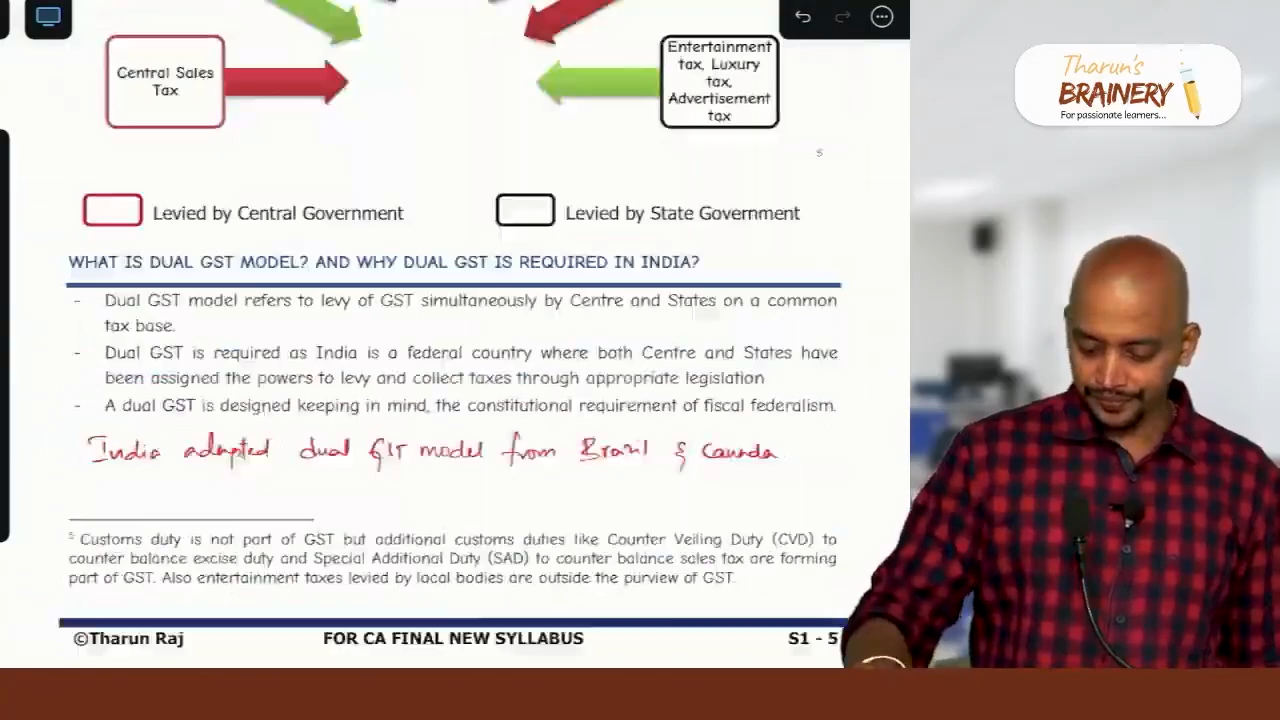 Central Sales
Tax
Entertainment
tax, Luxury
tax,
Advertisement
tax
5
Levied by Central Government
Levied by State Government
WHAT IS DUAL GST MODEL? AND WHY DUAL GST IS REQUIRED IN INDIA?
- Dual GST model refers to levy of GST simultaneously by Centre and States on a common
tax base.
- Dual GST is required as India is a federal country where both Centre and States have
been assigned the powers to levy and collect taxes through appropriate legislation
- A dual GST is designed keeping in mind, the constitutional requirement of fiscal federalism.
India adapted dual GST model from Brazil & Canada
5 Customs duty is not part of GST but additional customs duties like Counter Veiling Duty (CVD) to
counter balance excise duty and Special Additional Duty (SAD) to counter balance sales tax are forming
part of GST. Also entertainment taxes levied by local bodies are outside the purview of GST.
©Tharun Raj FOR CA FINAL NEW SYLLABUS S1 - 5
Tharun's
BRAINERY
For passionate learners...